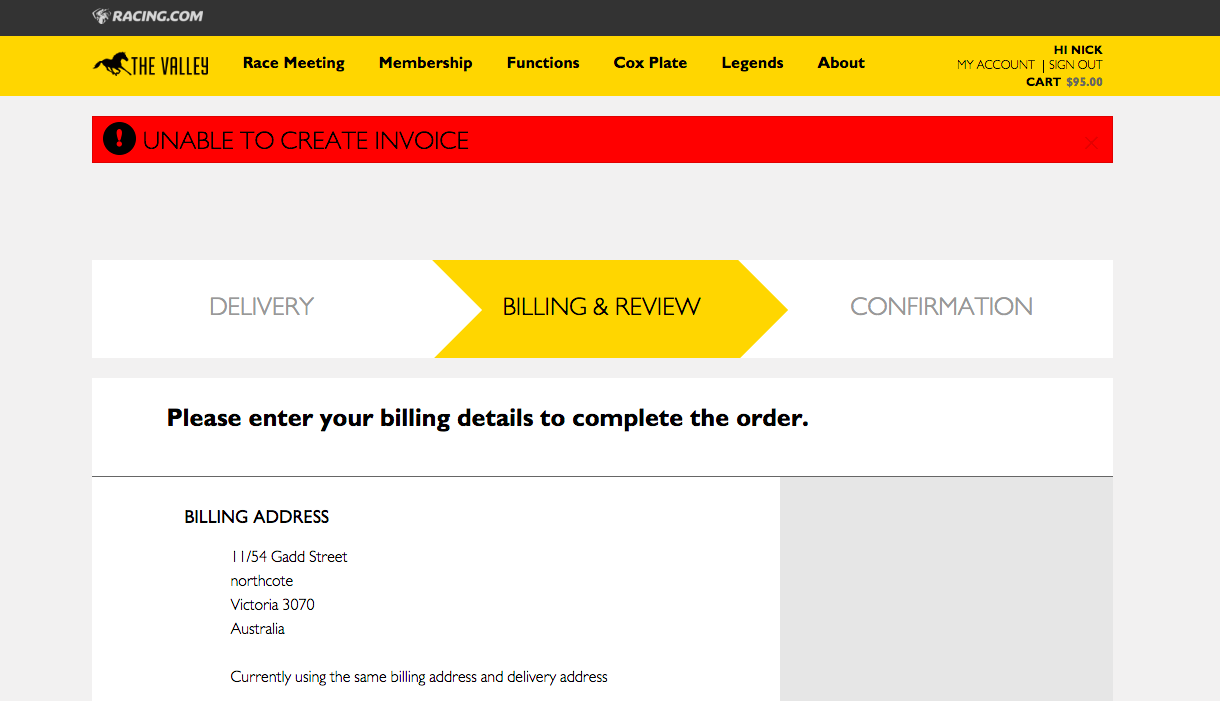 RACING.COM
THE VALLEY
Race Meeting
Membership
Functions
Cox Plate
Legends
About
HI NICK
MY ACCOUNT | SIGN OUT
CART $95.00
! UNABLE TO CREATE INVOICE ×
DELIVERY
BILLING & REVIEW
CONFIRMATION
Please enter your billing details to complete the order.
BILLING ADDRESS
11/54 Gadd Street
northcote
Victoria 3070
Australia
Currently using the same billing address and delivery address